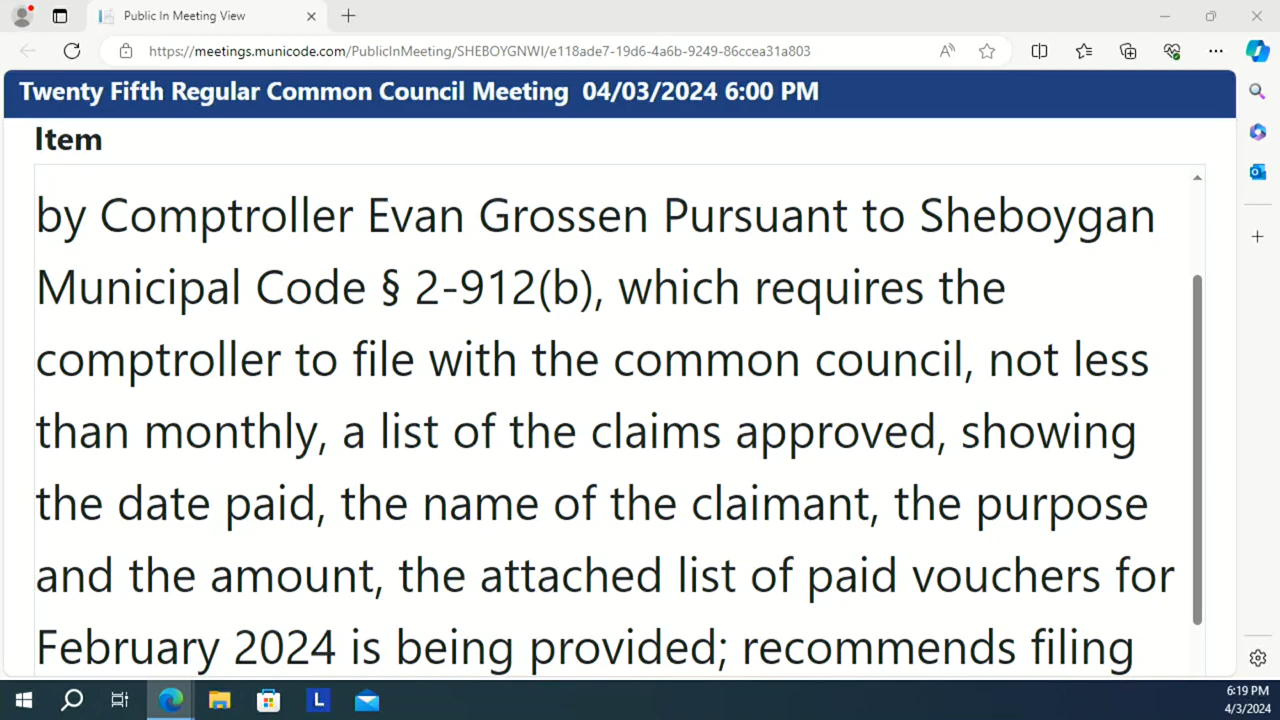 Public In Meeting View
https://meetings.municode.com/PublicInMeeting/SHEBOYGNWI/e118ade7-19d6-4a6b-9249-86ccea31a803
Twenty Fifth Regular Common Council Meeting 04/03/2024 6:00 PM
Item
by Comptroller Evan Grossen Pursuant to Sheboygan
Municipal Code § 2-912(b), which requires the
comptroller to file with the common council, not less
than monthly, a list of the claims approved, showing
the date paid, the name of the claimant, the purpose
and the amount, the attached list of paid vouchers for
February 2024 is being provided; recommends filing
L
6:19 PM
4/3/2024